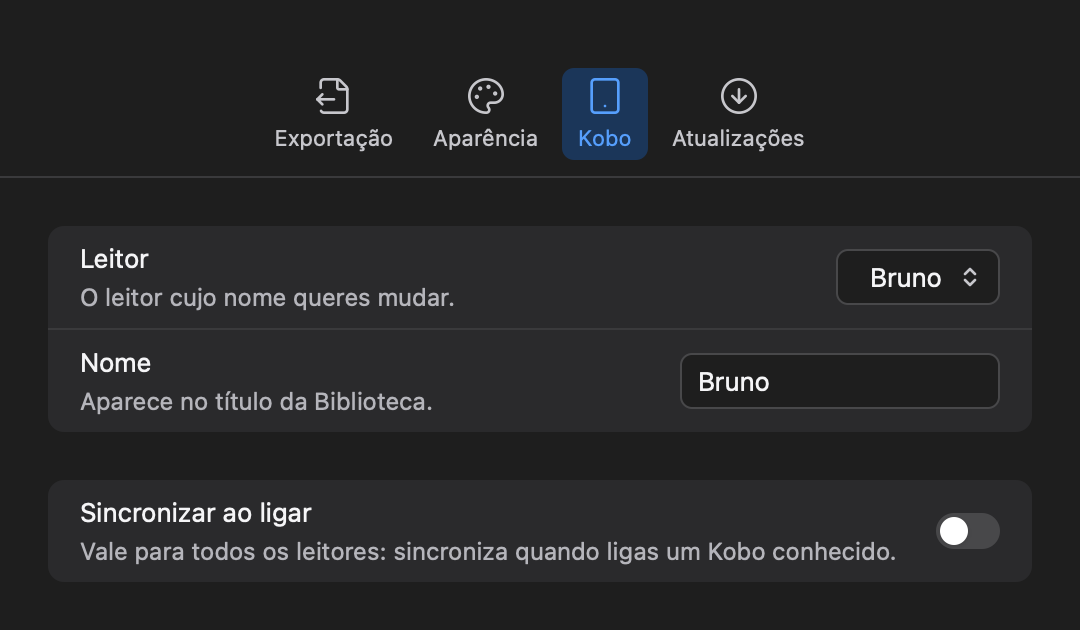 Exportação
Aparência
Kobo
Atualizações
Leitor
O leitor cujo nome queres mudar.
Bruno
Nome
Aparece no título da Biblioteca.
Bruno
Sincronizar ao ligar
Vale para todos os leitores: sincroniza quando ligas um Kobo conhecido.